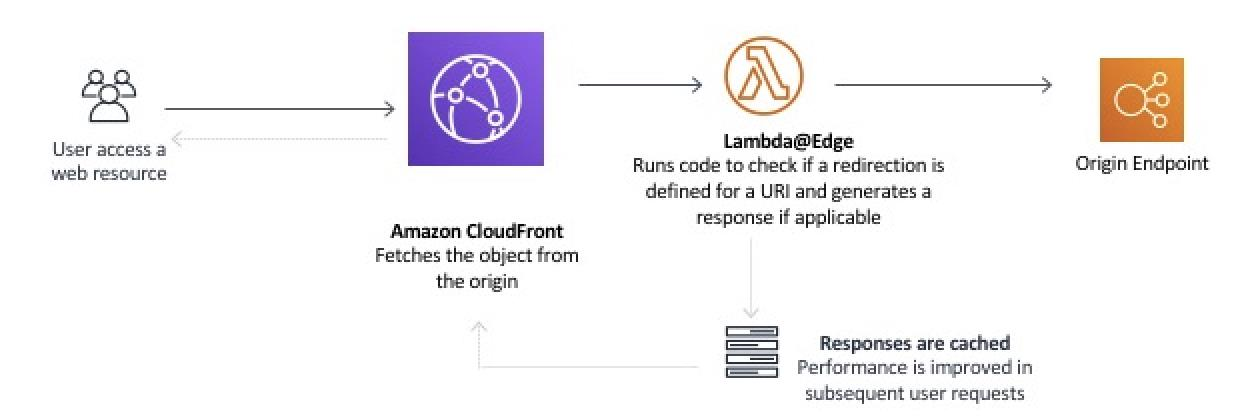 User access a
web resource
Amazon CloudFront
Fetches the object from
the origin
Lambda@Edge
Runs code to check if a redirection is
defined for a URI and generates a
response if applicable
Origin Endpoint
Responses are cached
Performance is improved in
subsequent user requests